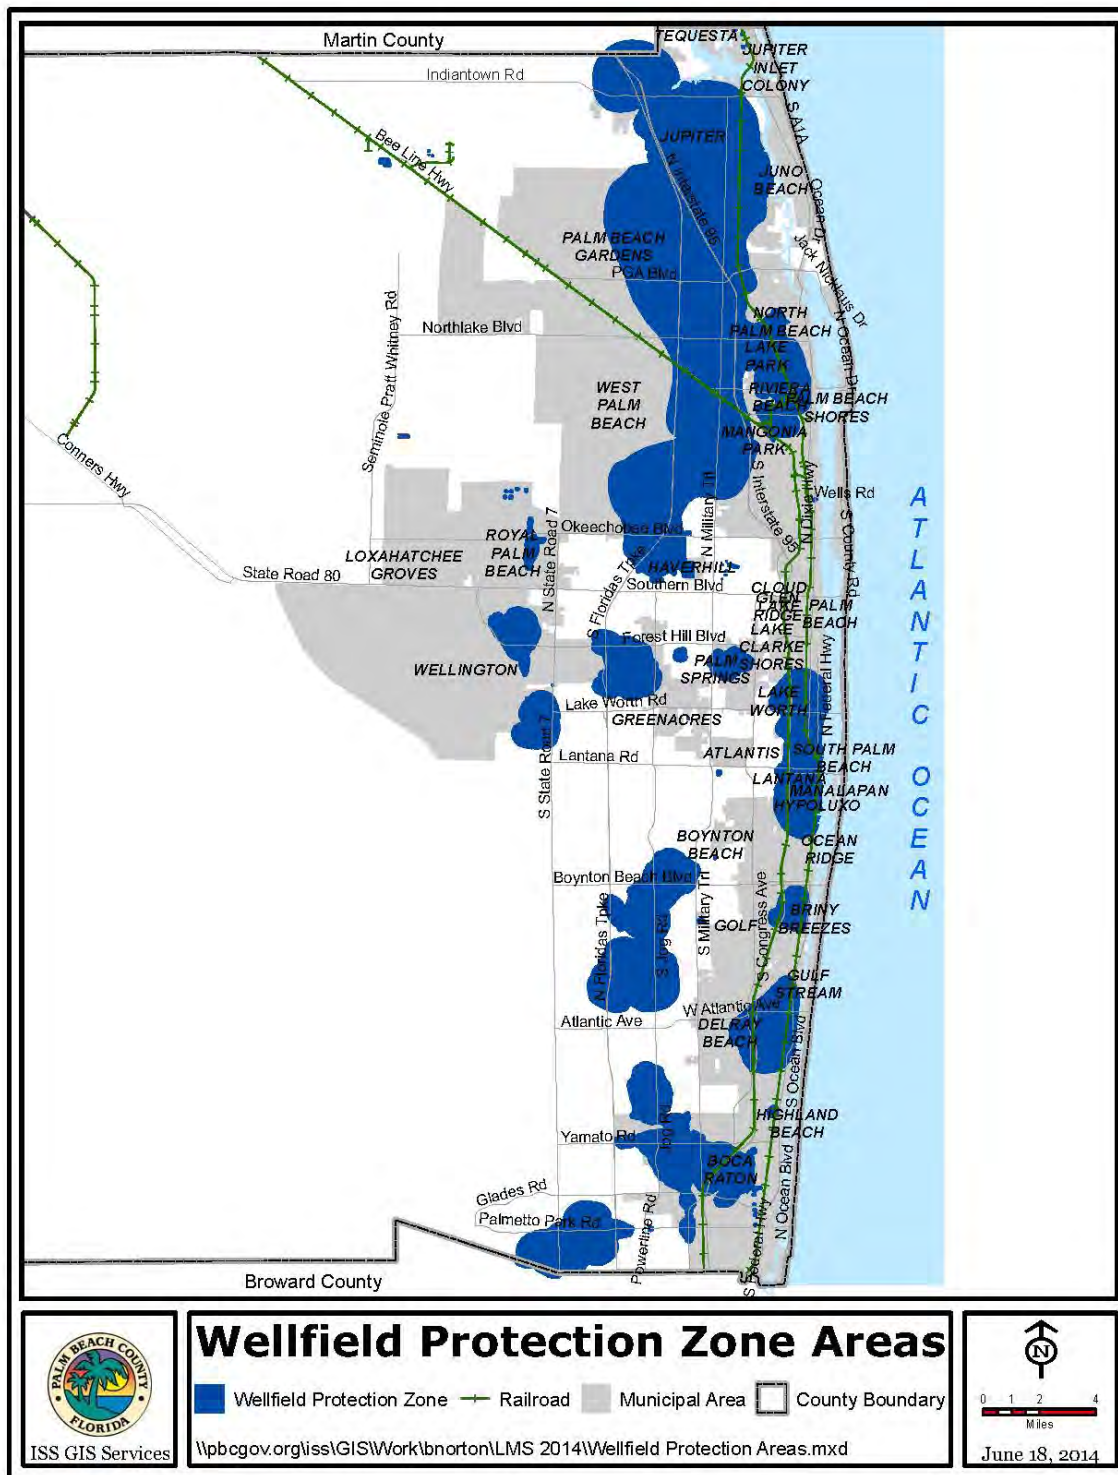 Martin County
TEQUESTA
JUPITER
INLET
COLONY
Indiantown Rd
S A1A
JUPITER
Bee Line Hwy
N Interstate 95
JUNO
BEACH
Ocean Dr
PALM BEACH
GARDENS
PGA Blvd
Jack Nicklaus Dr
Seminole Pratt Whitney Rd
Northlake Blvd
NORTH
PALM BEACH
N Ocean Dr
LAKE
PARK
WEST
PALM
BEACH
RIVIERA
BEACH
PALM BEACH
SHORES
MANGONIA
PARK
Conners Hwy
S Interstate 95
N Dixie Hwy
Wells Rd
N Military Trl
S County Rd
ATLANTIC OCEAN
Okeechobee Blvd
ROYAL
PALM
BEACH
N State Road 7
LOXAHATCHEE
GROVES
State Road 80
S Floridas Tpke
HAVERHILL
Southern Blvd
CLOUD
LAKE
GLEN
RIDGE
PALM
BEACH
Forest Hill Blvd
LAKE
CLARKE
SHORES
WELLINGTON
PALM
SPRINGS
N Federal Hwy
Lake Worth Rd
LAKE
WORTH
GREENACRES
S State Road 7
Lantana Rd
ATLANTIS
SOUTH PALM
BEACH
LANTANA
MANALAPAN
HYPOLUXO
BOYNTON
BEACH
OCEAN
RIDGE
Boynton Beach Blvd
N Floridas Tpke
S Jog Rd
S Military Trl
S Congress Ave
GOLF
BRINY
BREEZES
GULF
STREAM
Atlantic Ave
W Atlantic Ave
DELRAY
BEACH
S Ocean Blvd
Jog Rd
HIGHLAND
BEACH
Yamato Rd
BOCA
RATON
N Ocean Blvd
Glades Rd
Palmetto Park Rd
Powerline Rd
S Federal Hwy
Broward County
PALM BEACH COUNTY
FLORIDA
ISS GIS Services
Wellfield Protection Zone Areas
Wellfield Protection Zone
Railroad
Municipal Area
County Boundary
\\pbcgov.org\iss\GIS\Work\bnorton\LMS 2014\Wellfield Protection Areas.mxd
N
0 1 2 4
Miles
June 18, 2014